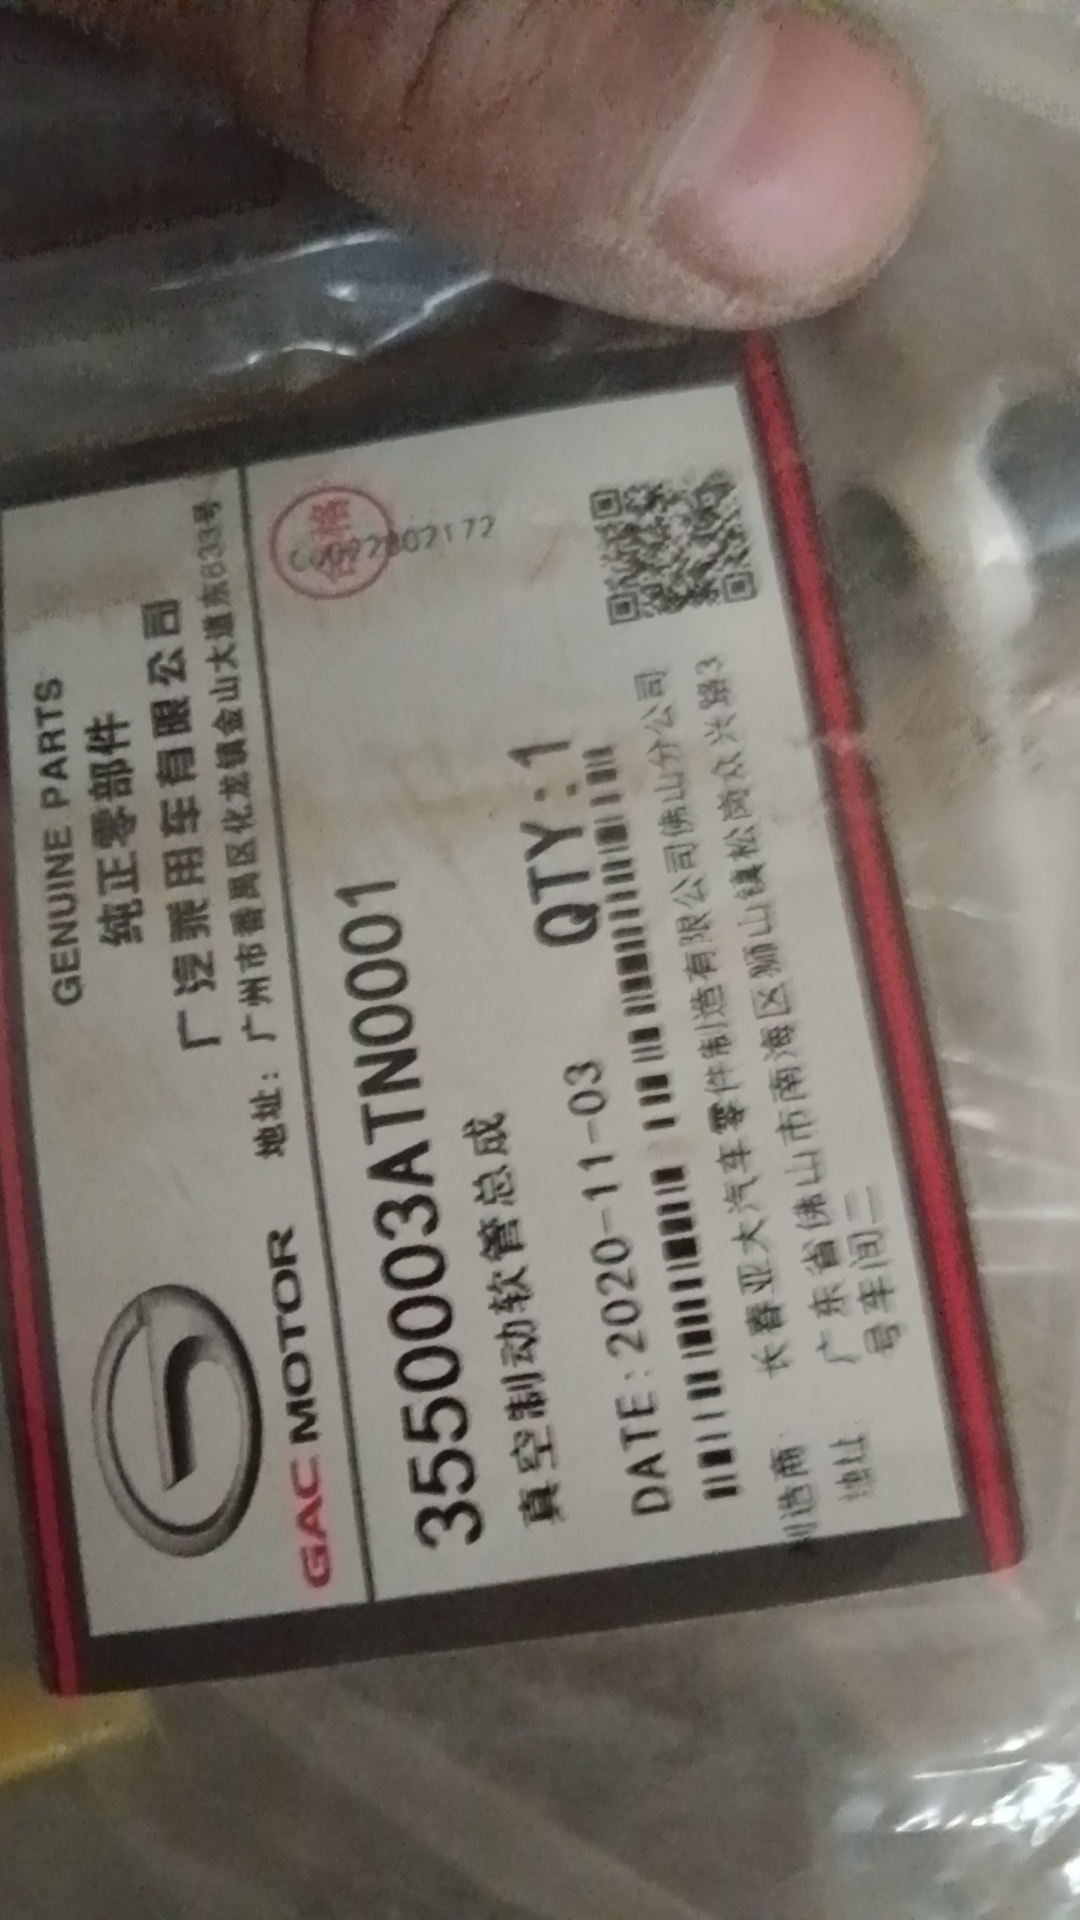 GENUINE PARTS
纯正零部件
广汽乘用车有限公司
地址：广州市番禺区化龙镇金山大道东633号
GAC MOTOR
合格
3550003ATN0001
真空制动软管总成
DATE:2020-11-03 QTY:1
制造商: 长春亚大汽车零件制造有限公司佛山分公司
地址: 广东省佛山市南海区狮山镇松岗众兴路3
号车间二